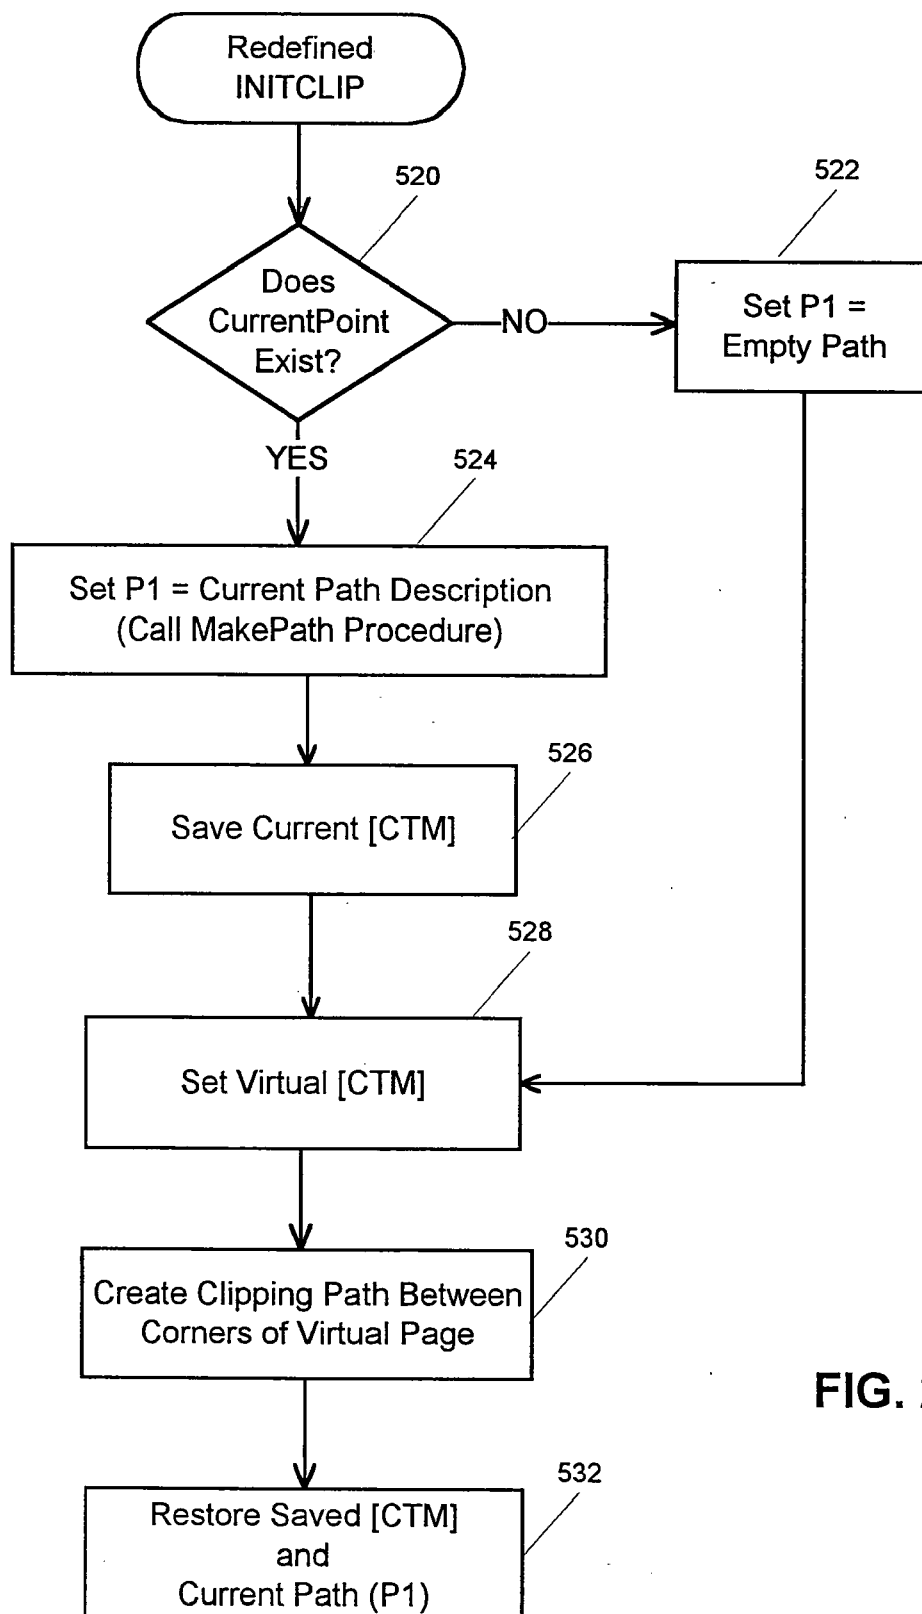 Redefined
INITCLIP
520
522
Does
CurrentPoint
Exist?
NO
Set P1 =
Empty Path
YES
524
Set P1 = Current Path Description
(Call MakePath Procedure)
526
Save Current [CTM]
528
Set Virtual [CTM]
530
Create Clipping Path Between
Corners of Virtual Page
FIG.
532
Restore Saved [CTM]
and
Current Path (P1)